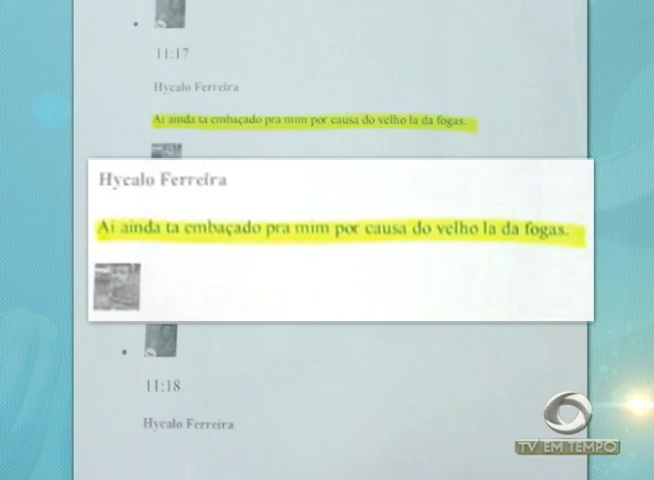 11:17
Hycalo Ferreira
Ai ainda ta embaçado pra mim por causa do velho la da fogas.
Hycalo Ferreira
Ai ainda ta embaçado pra mim por causa do velho la da fogas.
11:18
Hycalo Ferreira
TV EM TEMPO